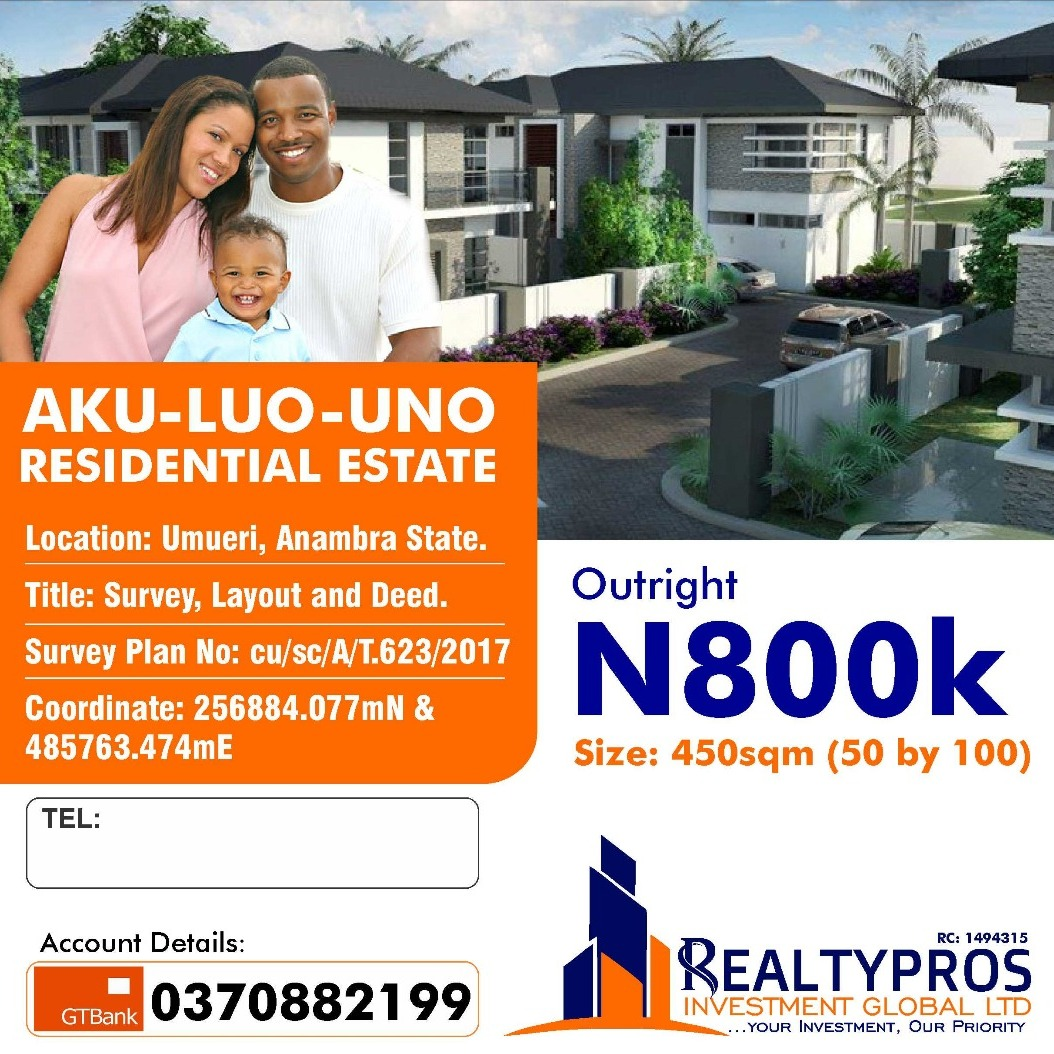 AKU-LUO-UNO
RESIDENTIAL ESTATE
Location: Umueri, Anambra State.
Title: Survey, Layout and Deed.
Survey Plan No: cu/sc/A/T.623/2017
Coordinate: 256884.077mN &
485763.474mE
Outright
N800k
Size: 450sqm (50 by 100)
TEL:
Account Details:
GTBank 0370882199
RC: 1494315
REALTYPROS
INVESTMENT GLOBAL LTD
...YOUR INVESTMENT, OUR PRIORITY